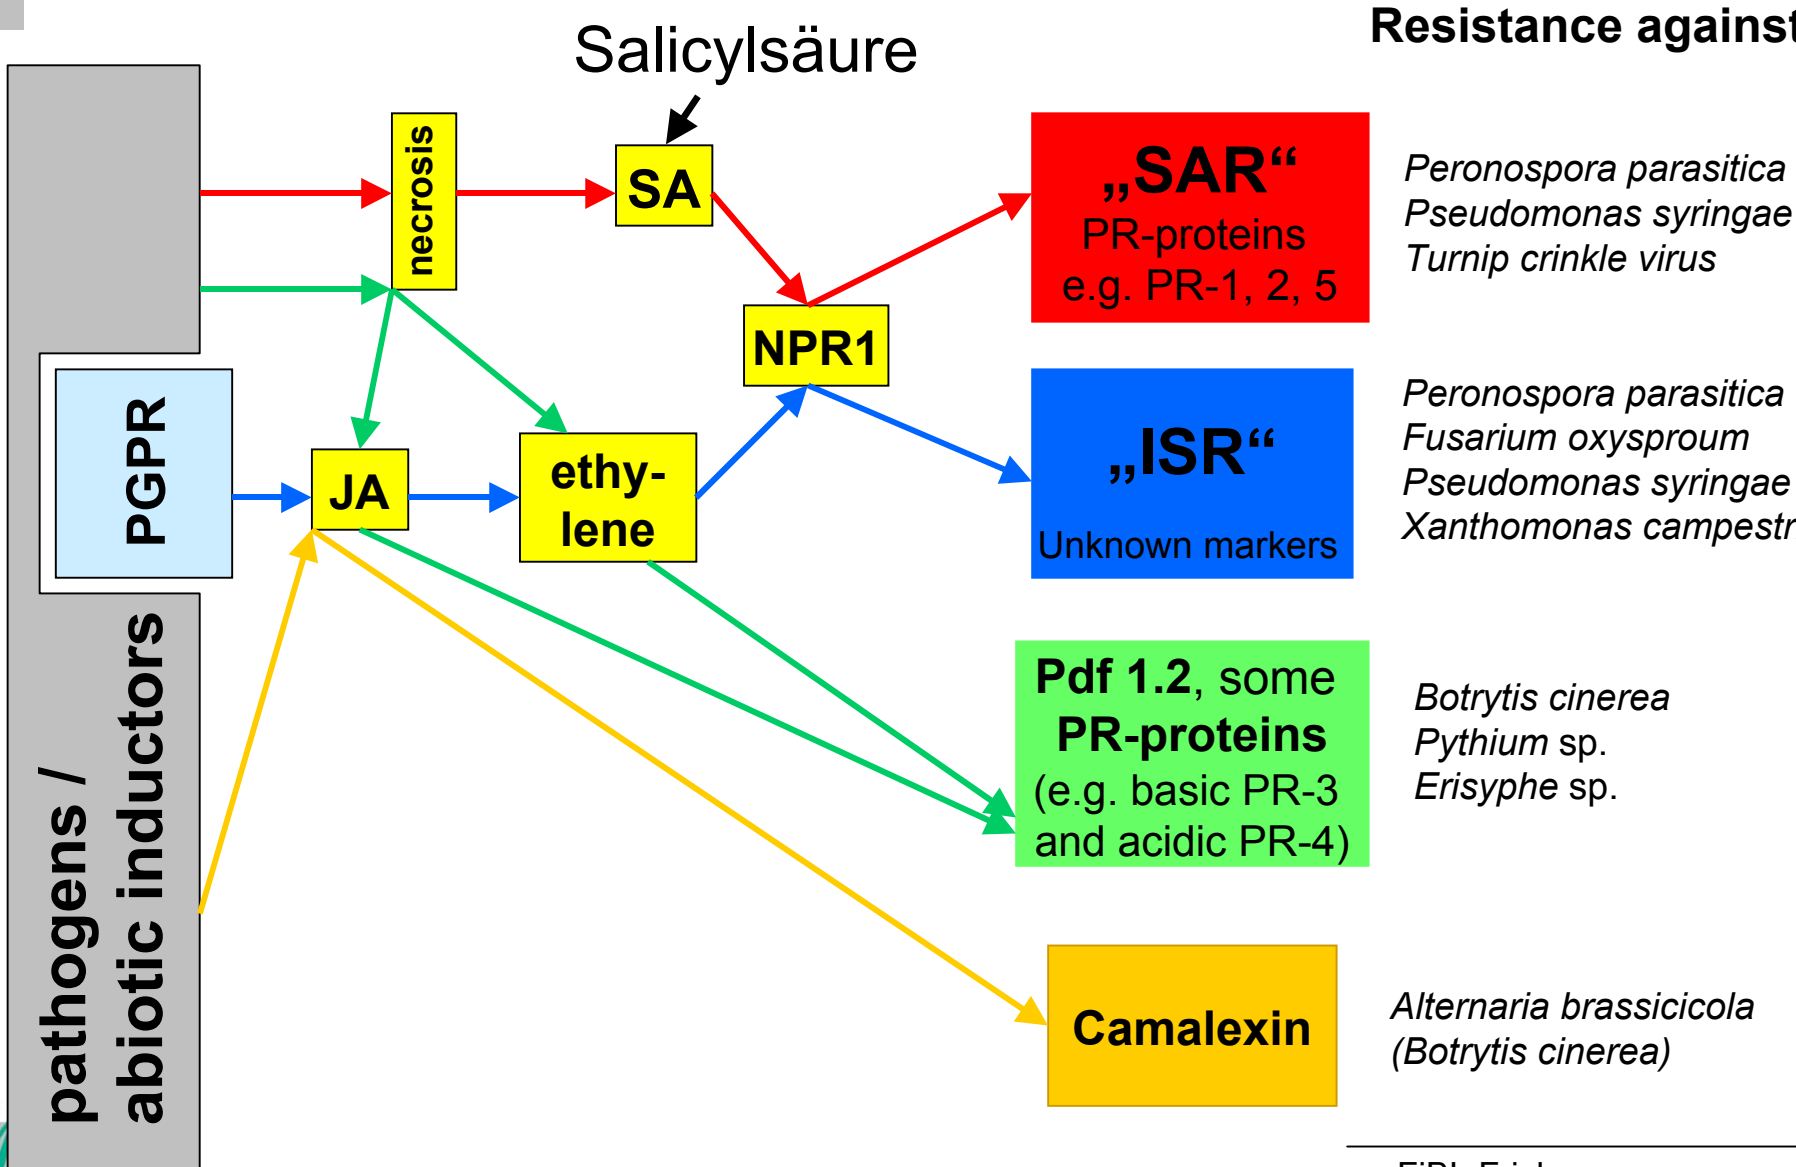 Salicylsäure
Resistance against
necrosis
SA
„SAR“
PR-proteins
e.g. PR-1, 2, 5
Peronospora parasitica
Pseudomonas syringae
Turnip crinkle virus
NPR1
PGPR
JA
ethy-
lene
„ISR“
Unknown markers
Peronospora parasitica
Fusarium oxysproum
Pseudomonas syringae
Xanthomonas campestr
pathogens /
abiotic inductors
Pdf 1.2, some
PR-proteins
(e.g. basic PR-3
and acidic PR-4)
Botrytis cinerea
Pythium sp.
Erisyphe sp.
Camalexin
Alternaria brassicicola
(Botrytis cinerea)